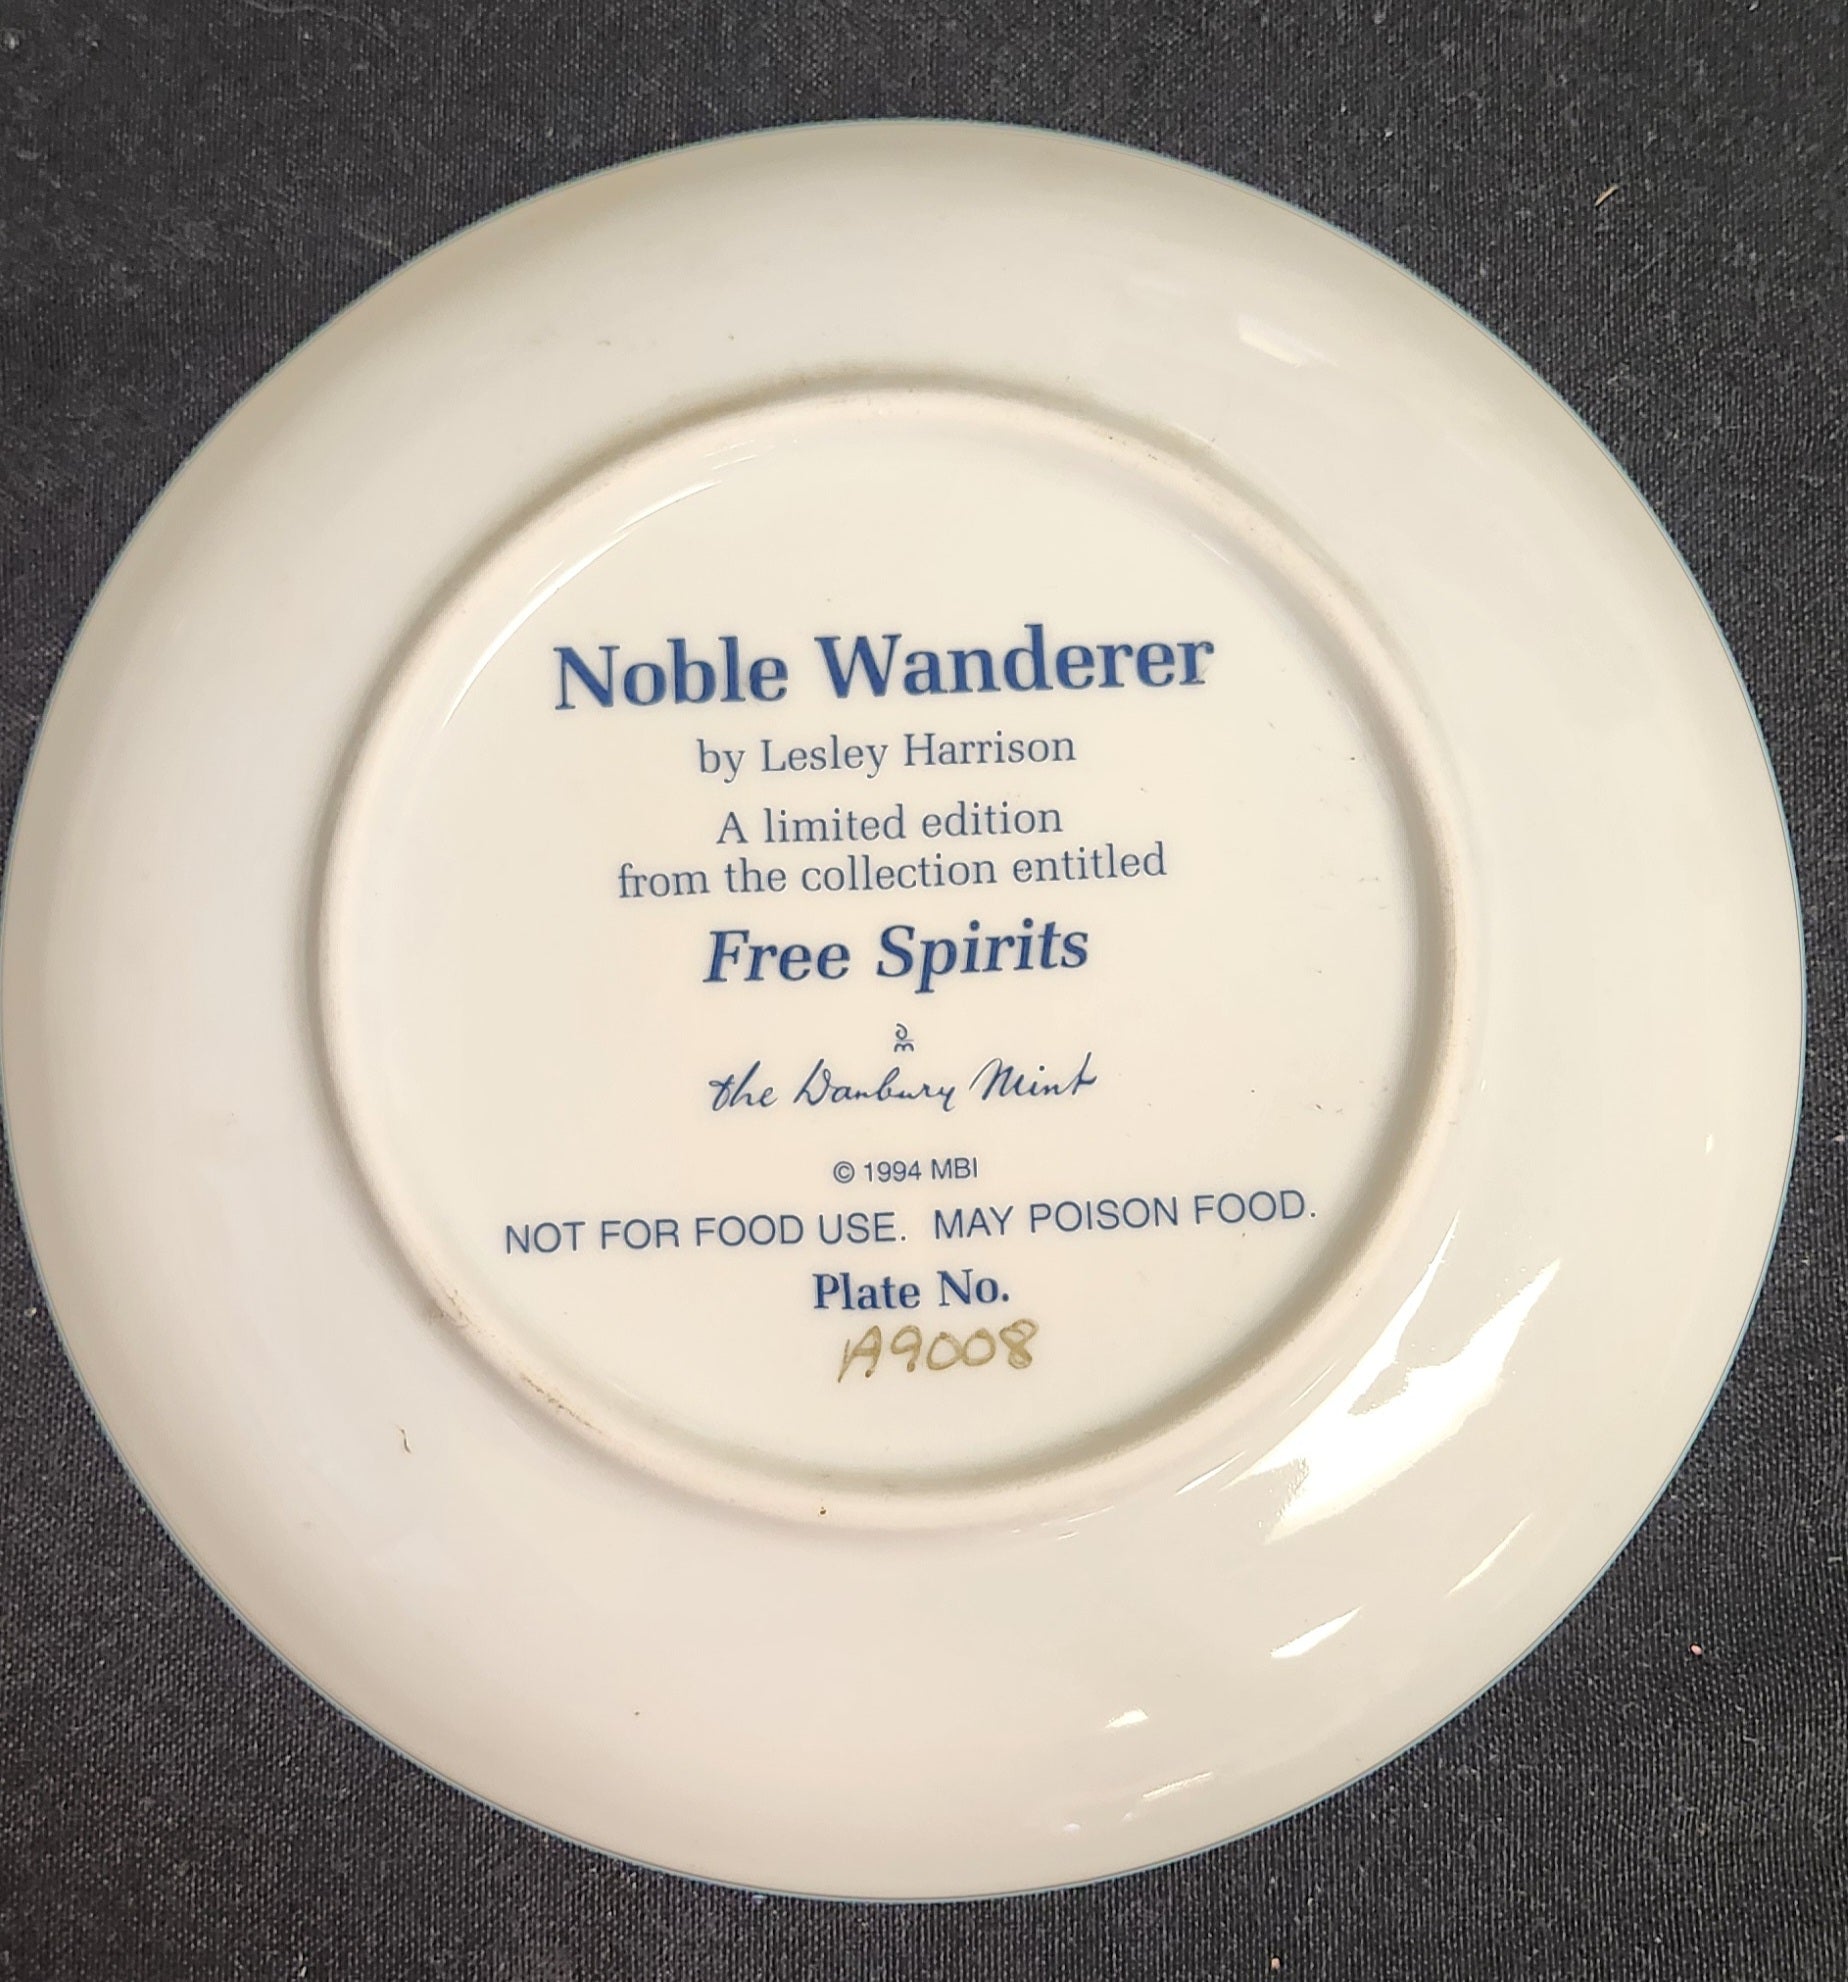 Noble Wanderer
by Lesley Harrison
A limited edition
from the collection entitled
Free Spirits
DM
the Danbury Mint
© 1994 MBI
NOT FOR FOOD USE. MAY POISON FOOD.
Plate No.
A9008